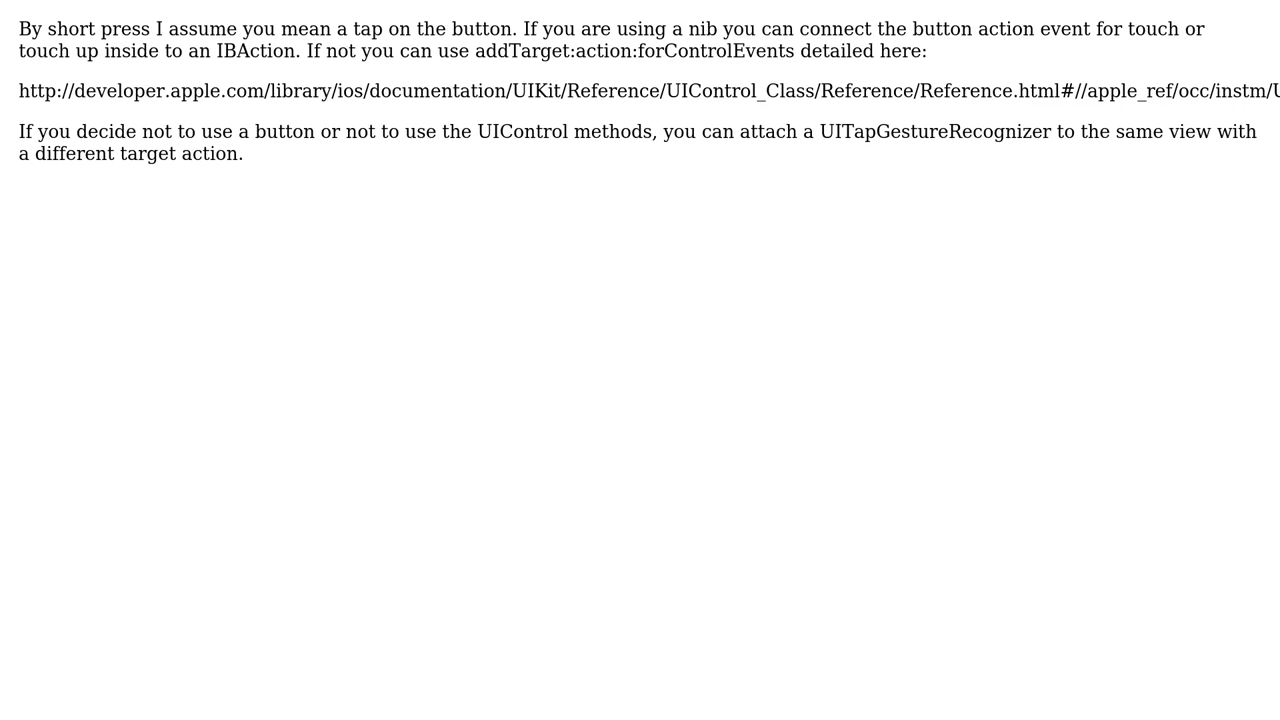 By short press I assume you mean a tap on the button. If you are using a nib you can connect the button action event for touch or
touch up inside to an IBAction. If not you can use addTarget:action:forControlEvents detailed here:
http://developer.apple.com/library/ios/documentation/UIKit/Reference/UIControl_Class/Reference/Reference.html#//apple_ref/occ/instm/U
If you decide not to use a button or not to use the UIControl methods, you can attach a UITapGestureRecognizer to the same view with
a different target action.